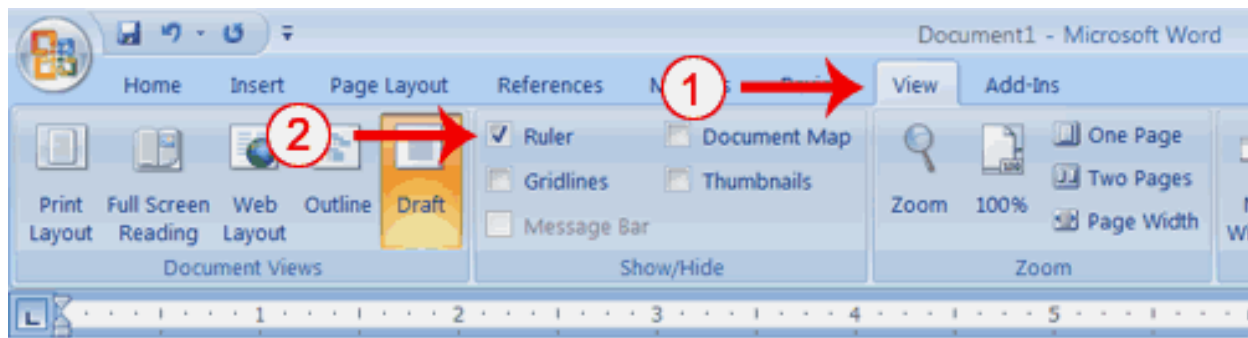 Document1 - Microsoft Word
Home Insert Page Layout References View Add-Ins
1
2
Ruler Document Map One Page
Gridlines Thumbnails Two Pages
Message Bar Page Width
Print Layout Full Screen Reading Web Layout Outline Draft Zoom 100%
Document Views Show/Hide Zoom
1 2 3 4 5